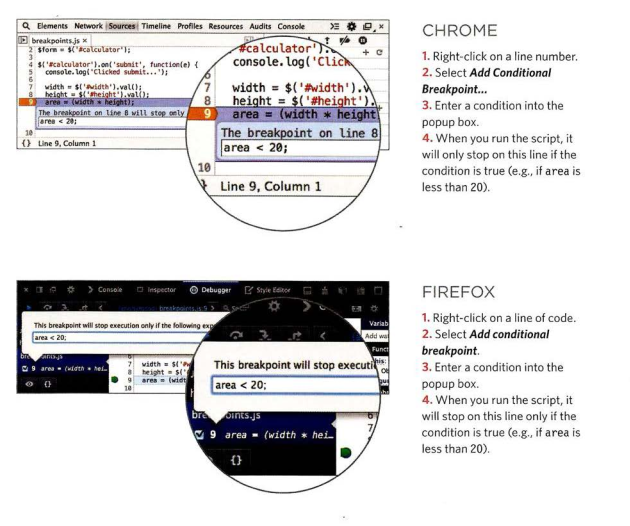 Elements Network Sources Timeline Profiles Resources Audits Console
breakpoints.js ×
2 $form = $('#calculator');
3
4 $('#calculator').on('submit', function(e) {
5 console.log('Clicked submit...');
6
7 width = $('#width').val();
8 height = $('#height').val();
9 area = (width * height);
The breakpoint on line 8 will stop only
area < 20;
10
{} Line 9, Column 1
#calculator').
console.log('Click
6
7 width = $('#width').v
8 height = $('#height').
9 area = (width * height
The breakpoint on line 8
area < 20;
10
Line 9, Column 1
CHROME
1. Right-click on a line number.
2. Select Add Conditional
Breakpoint...
3. Enter a condition into the
popup box.
4. When you run the script, it
will only stop on this line if the
condition is true (e.g., if area is
less than 20).
Console Inspector Debugger Style Editor
breakpoints.js:9
This breakpoint will stop execution only if the following exp
area < 20;
breakpoints.js
9 area = (width * hei…
{}
6
7 width = $('#w
8 height = $('#
9 area = (widt
10
Variab
Add wa
Funct
This breakpoint will stop executi
area < 20;
9 area = (width * hei…
{}
FIREFOX
1. Right-click on a line of code.
2. Select Add conditional
breakpoint.
3. Enter a condition into the
popup box.
4. When you run the script, it
will stop on this line only if the
condition is true (e.g., if area is
less than 20).